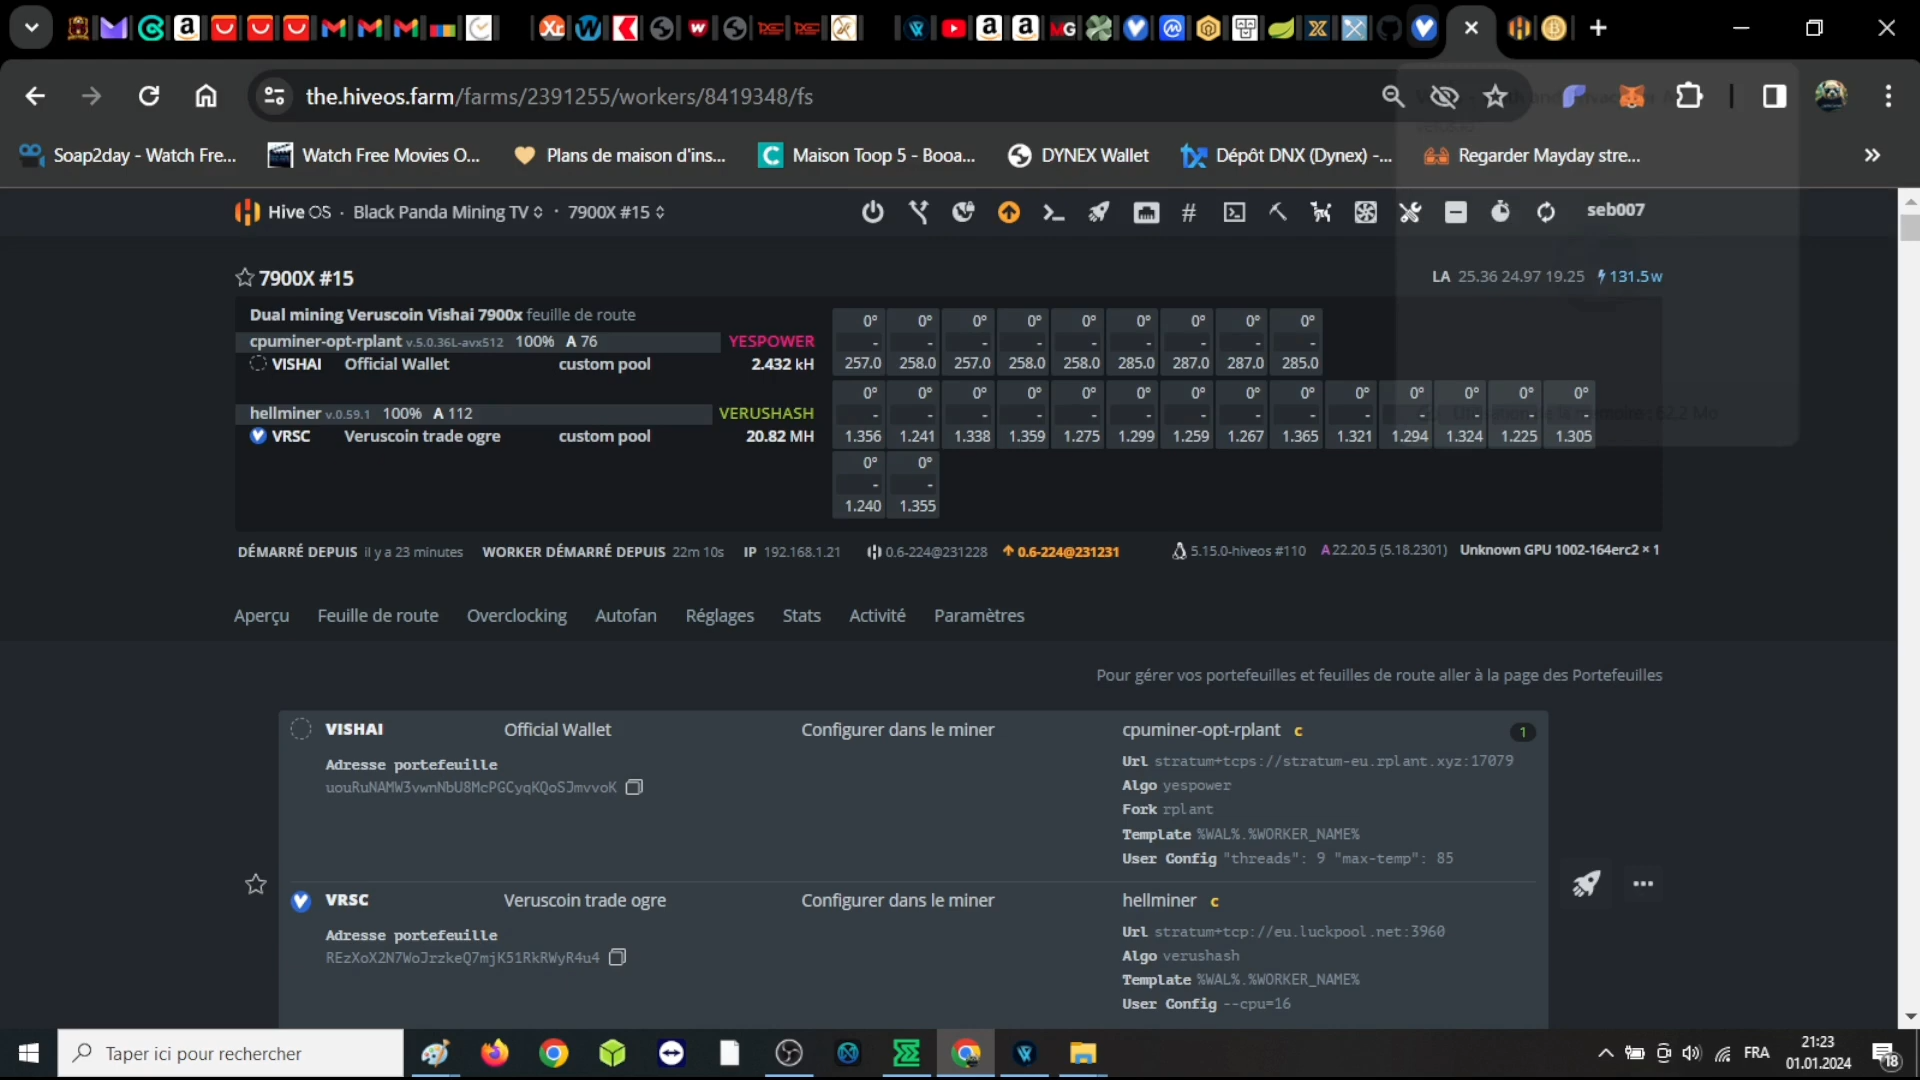 the.hiveos.farm/farms/2391255/workers/8419348/fs
Soap2day - Watch Fre...
Watch Free Movies O...
Plans de maison d'ins...
Maison Toop 5 - Booa...
DYNEX Wallet
Dépôt DNX (Dynex) -...
Regarder Mayday stre...
Hive OS · Black Panda Mining TV · 7900X #15
seb007
7900X #15
LA 25.36 24.97 19.25 131.5w
Dual mining Veruscoin Vishai 7900x feuille de route
cpuminer-opt-rplant v.5.0.36L-avx512 100% A 76 YESPOWER
VISHAI Official Wallet custom pool 2.432 kH
0° 0° 0° 0° 0° 0° 0° 0° 0°
- - - - - - - - -
257.0 258.0 257.0 258.0 258.0 285.0 287.0 287.0 285.0
hellminer v.0.59.1 100% A 112 VERUSHASH
VRSC Veruscoin trade ogre custom pool 20.82 MH
0° 0° 0° 0° 0° 0° 0° 0° 0° 0° 0° 0° 0° 0°
- - - - - - - - - - - - - -
1.356 1.241 1.338 1.359 1.275 1.299 1.259 1.267 1.365 1.321 1.294 1.324 1.225 1.305
0° 0°
- -
1.240 1.355
DÉMARRÉ DEPUIS il y a 23 minutes WORKER DÉMARRÉ DEPUIS 22m 10s IP 192.168.1.21 0.6-224@231228 0.6-224@231231 5.15.0-hiveos #110 A 22.20.5 (5.18.2301) Unknown GPU 1002-164erc2 × 1
Aperçu Feuille de route Overclocking Autofan Réglages Stats Activité Paramètres
Pour gérer vos portefeuilles et feuilles de route aller à la page des Portefeuilles
VISHAI Official Wallet Configurer dans le miner cpuminer-opt-rplant c 1
Adresse portefeuille
uouRuNAMW3vwnNbU8McPGCyqKQoSJmvvoK
Url stratum+tcps://stratum-eu.rplant.xyz:17079
Algo yespower
Fork rplant
Template %WAL%.%WORKER_NAME%
User Config "threads": 9 "max-temp": 85
VRSC Veruscoin trade ogre Configurer dans le miner hellminer c
Adresse portefeuille
REzXoX2N7WoJrzkeQ7mjK51RkRWyR4u4
Url stratum+tcp://eu.luckpool.net:3960
Algo verushash
Template %WAL%.%WORKER_NAME%
User Config --cpu=16
Taper ici pour rechercher
FRA
21:23
01.01.2024
18